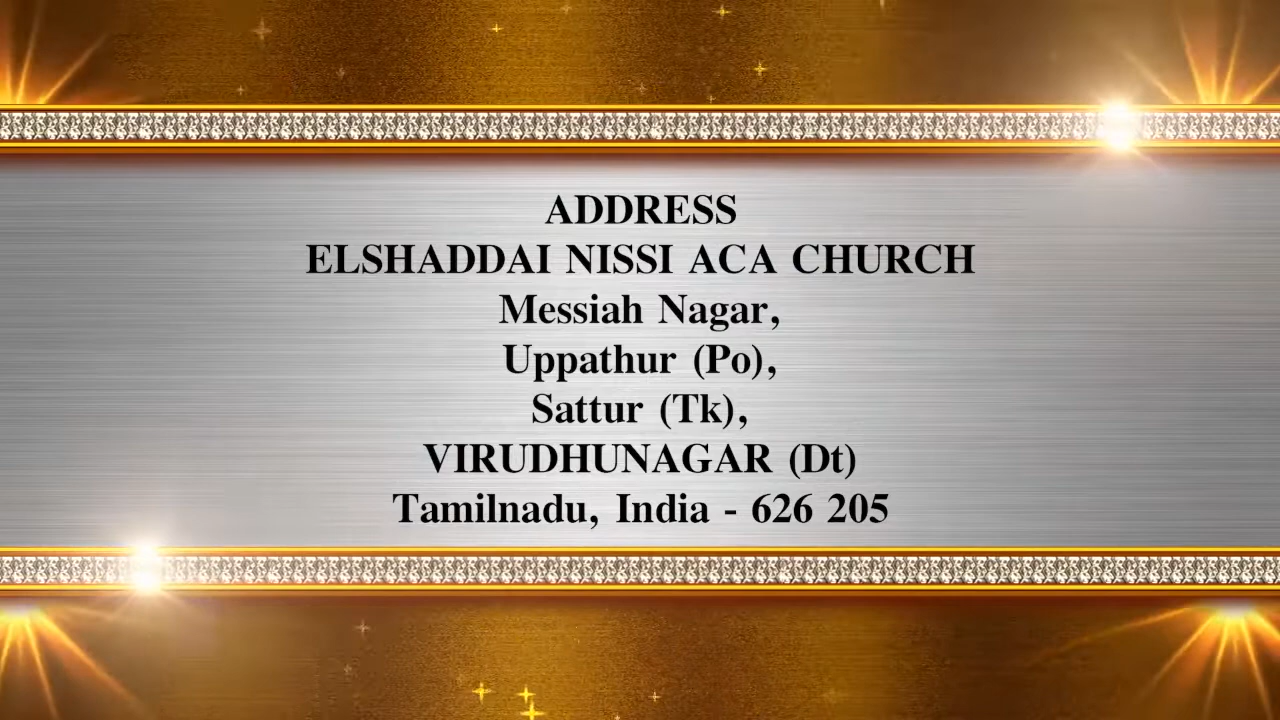 ADDRESS
ELSHADDAI NISSI ACA CHURCH
Messiah Nagar,
Uppathur (Po),
Sattur (Tk),
VIRUDHUNAGAR (Dt)
Tamilnadu, India - 626 205